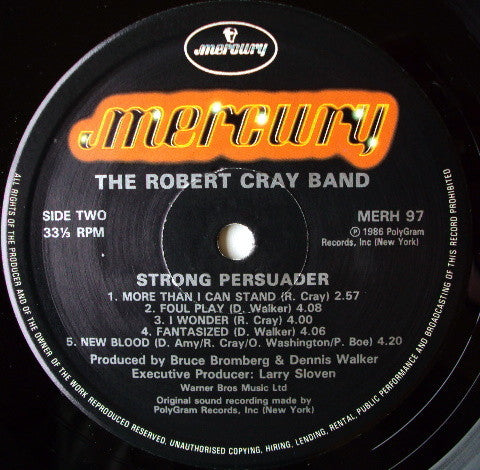 mercury
mercury
THE ROBERT CRAY BAND
SIDE TWO
33⅓ RPM
MERH 97
℗ 1986 PolyGram
Records, Inc (New York)
STRONG PERSUADER
1. MORE THAN I CAN STAND (R. Cray) 2.57
2. FOUL PLAY (D. Walker) 4.08
3. I WONDER (R. Cray) 4.00
4. FANTASIZED (D. Walker) 4.06
5. NEW BLOOD (D. Amy/R. Cray/O. Washington/P. Boe) 4.20
Produced by Bruce Bromberg & Dennis Walker
Executive Producer: Larry Sloven
Warner Bros Music Ltd
Original sound recording made by
PolyGram Records, Inc (New York)
ALL RIGHTS OF THE PRODUCER AND OF THE OWNER OF THE WORK REPRODUCED RESERVED. UNAUTHORISED COPYING, HIRING, LENDING, RENTAL, PUBLIC PERFORMANCE AND BROADCASTING OF THIS RECORD PROHIBITED